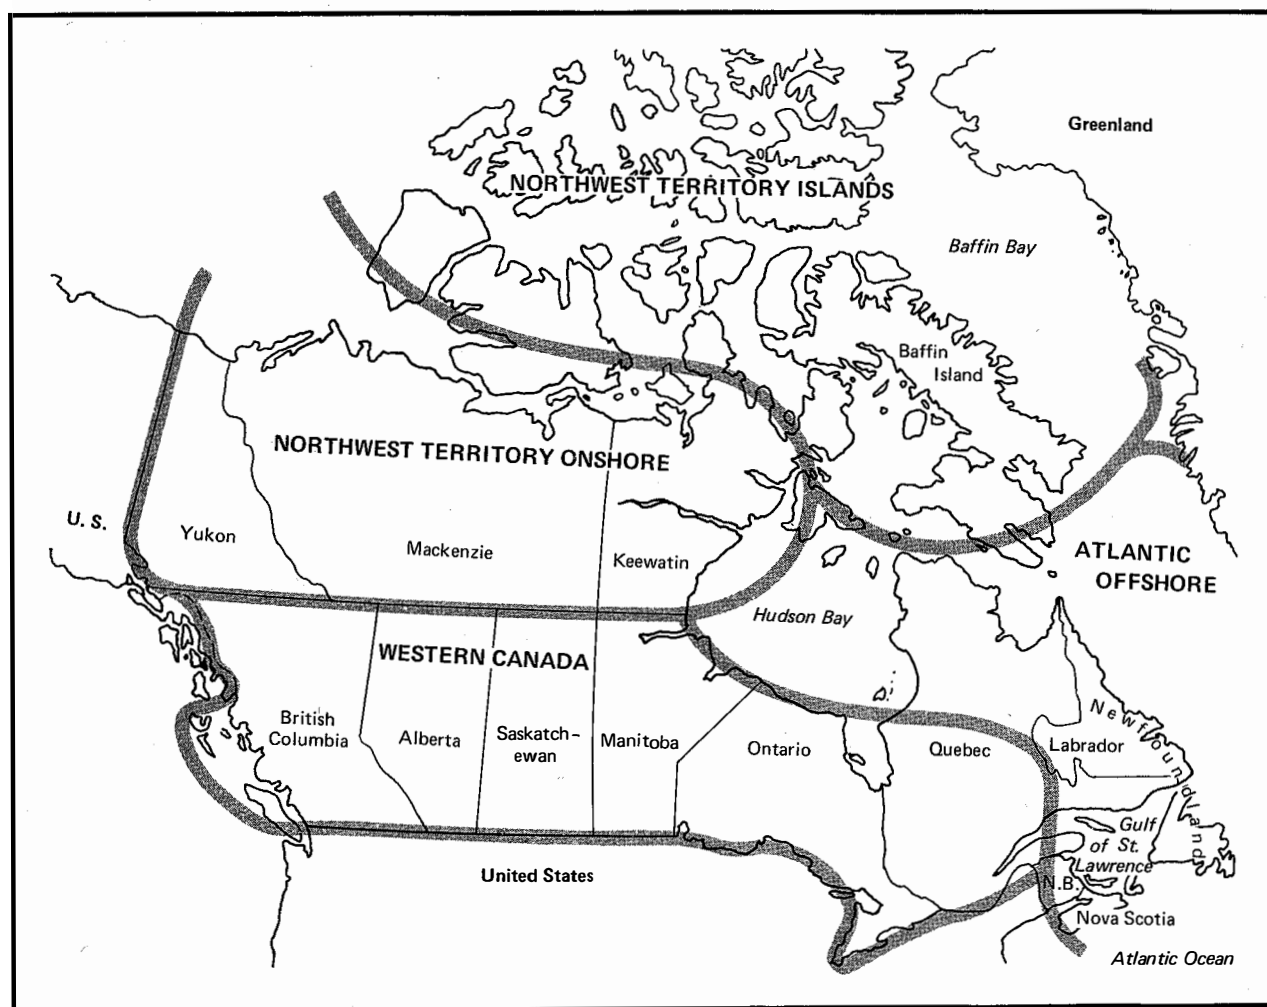 Greenland
NORTHWEST TERRITORY ISLANDS
Baffin Bay
Baffin
Island
NORTHWEST TERRITORY ONSHORE
U. S.
Yukon
Mackenzie
Keewatin
ATLANTIC
OFFSHORE
Hudson Bay
WESTERN CANADA
British
Columbia
Alberta
Saskatch-
ewan
Manitoba
Ontario
Quebec
Labrador
Newfoundland
Gulf
of St.
Lawrence
N.B.
Nova Scotia
United States
Atlantic Ocean